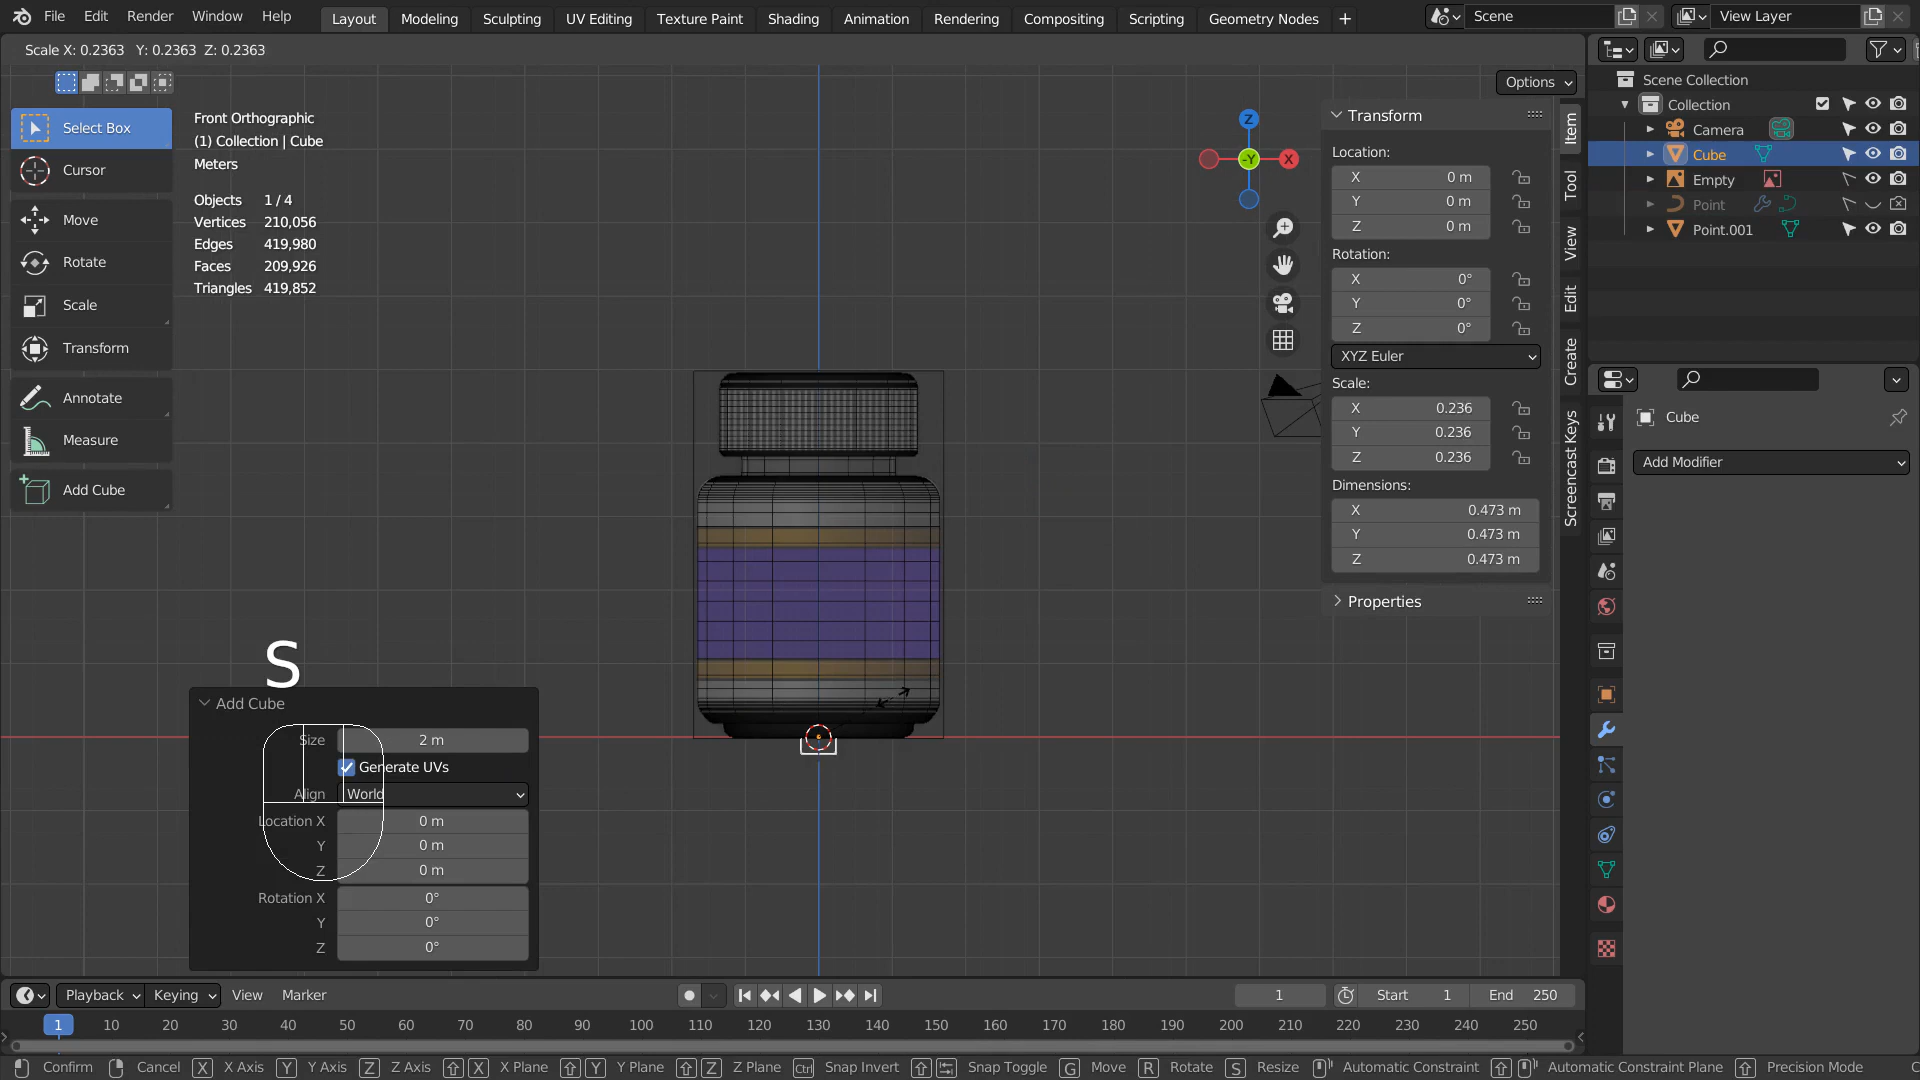 File Edit Render Window Help Layout Modeling Sculpting UV Editing Texture Paint Shading Animation Rendering Compositing Scripting Geometry Nodes + Scene View Layer
Scale X: 0.2363 Y: 0.2363 Z: 0.2363
Options
Select Box
Cursor
Move
Rotate
Scale
Transform
Annotate
Measure
Add Cube
Front Orthographic
(1) Collection | Cube
Meters
Objects 1 / 4
Vertices 210,056
Edges 419,980
Faces 209,926
Triangles 419,852
Z
-Y X
Transform
Location:
X 0 m
Y 0 m
Z 0 m
Rotation:
X 0°
Y 0°
Z 0°
XYZ Euler
Scale:
X 0.236
Y 0.236
Z 0.236
Dimensions:
X 0.473 m
Y 0.473 m
Z 0.473 m
Properties
Item
Tool
View
Edit
Create
Screencast Keys
Scene Collection
Collection
Camera
Cube
Empty
Point
Point.001
Cube
Add Modifier
S
Add Cube
Size 2 m
Generate UVs
Align World
Location X 0 m
Y 0 m
Z 0 m
Rotation X 0°
Y 0°
Z 0°
Playback Keying View Marker 1 Start 1 End 250
1 10 20 30 40 50 60 70 80 90 100 110 120 130 140 150 160 170 180 190 200 210 220 230 240 250
Confirm Cancel X X Axis Y Y Axis Z Z Axis X X Plane Y Y Plane Z Z Plane Ctrl Snap Invert Snap Toggle G Move R Rotate S Resize Automatic Constraint Automatic Constraint Plane Precision Mode